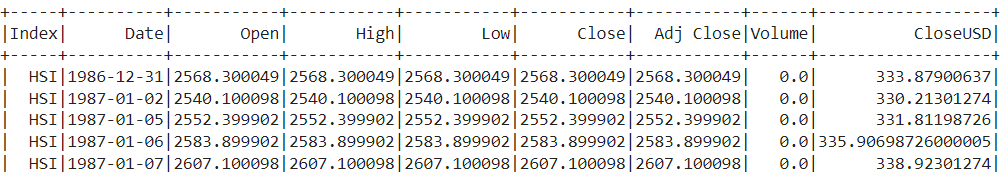 +-----+----------+-----------+-----------+-----------+-----------+-----------+------+------------------+
|Index|      Date|       Open|       High|        Low|      Close|  Adj Close|Volume|          CloseUSD|
+-----+----------+-----------+-----------+-----------+-----------+-----------+------+------------------+
|  HSI|1986-12-31|2568.300049|2568.300049|2568.300049|2568.300049|2568.300049|   0.0|      333.87900637|
|  HSI|1987-01-02|2540.100098|2540.100098|2540.100098|2540.100098|2540.100098|   0.0|      330.21301274|
|  HSI|1987-01-05|2552.399902|2552.399902|2552.399902|2552.399902|2552.399902|   0.0|      331.81198726|
|  HSI|1987-01-06|2583.899902|2583.899902|2583.899902|2583.899902|2583.899902|   0.0|335.90698726000005|
|  HSI|1987-01-07|2607.100098|2607.100098|2607.100098|2607.100098|2607.100098|   0.0|      338.92301274|